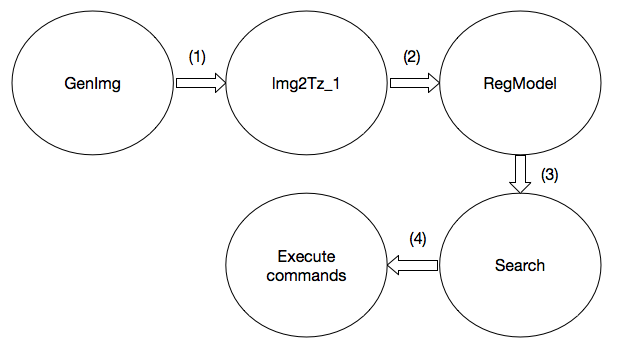 (1)
(2)
GenImg
Img2Tz_1
RegModel
(3)
(4)
Execute
commands
Search